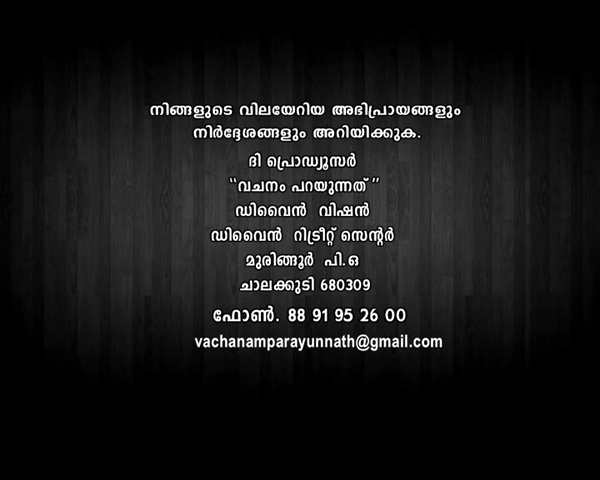 നിങ്ങളുടെ വിലയേറിയ അഭിപ്രായങ്ങളും
നിർദ്ദേശങ്ങളും അറിയിക്കുക.
ദി പ്രൊഡ്യൂസർ
“വചനം പറയുന്നത്”
ഡിവൈൻ വിഷൻ
ഡിവൈൻ റിട്രീറ്റ് സെന്റർ
മുരിങ്ങൂർ പി.ഒ
ചാലക്കുടി 680309
ഫോൺ. 88 91 95 26 00
vachanamparayunnath@gmail.com